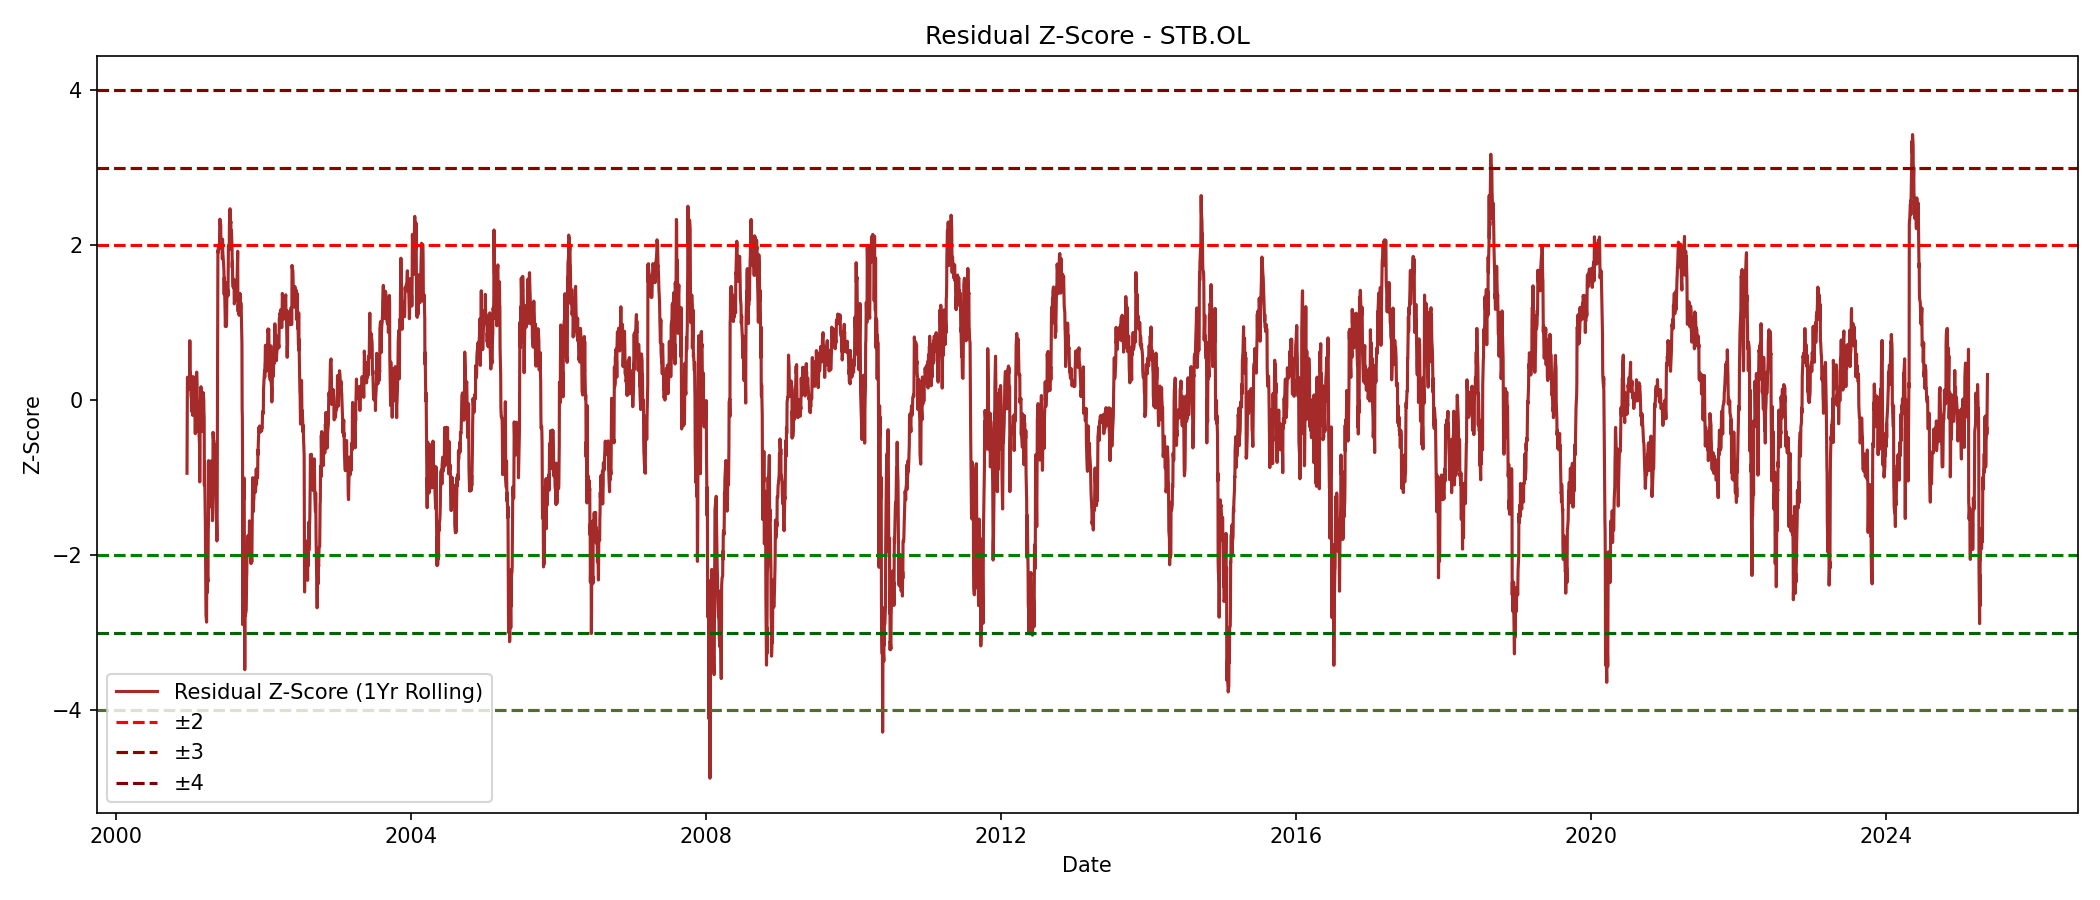 Residual Z-Score - STB.OL
4
3
2
0
−2
−4
Z-Score
Residual Z-Score (1Yr Rolling)
±2
±3
±4
2000 2004 2008 2012 2016 2020 2024
Date